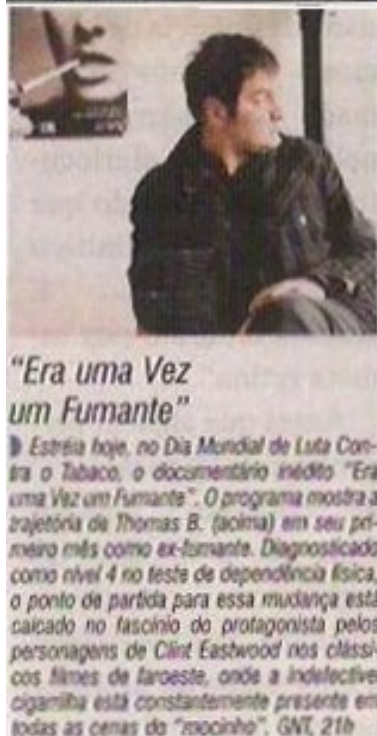 "Era uma Vez
um Fumante"
Estréia hoje, no Dia Mundial de Luta Con-
tra o Tabaco, o documentário inédito "Era
uma Vez um Fumante". O programa mostra a
trajetória de Thomas B. (acima) em seu pri-
meiro mês como ex-fumante. Diagnosticado
como nível 4 no teste de dependência física,
o ponto de partida para essa mudança está
calcado no fascínio do protagonista pelos
personagens de Clint Eastwood nos clássi-
cos filmes de faroeste, onde a indefectível
cigarrilha está constantemente presente em
todas as cenas do "mocinho". GNT, 21h